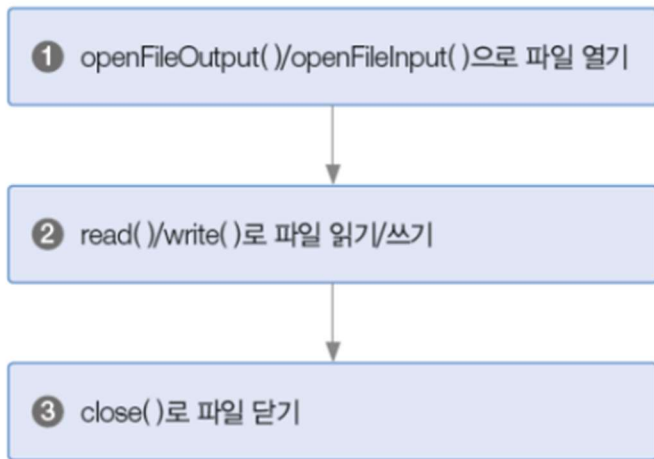 ❶ openFileOutput( )/openFileInput( )으로 파일 열기
❷ read( )/write( )로 파일 읽기/쓰기
❸ close( )로 파일 닫기